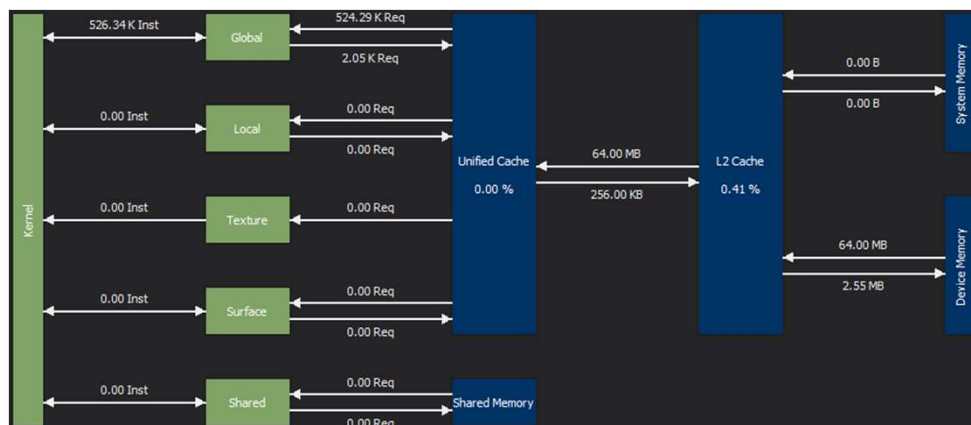 526.34 K Inst
Global
524.29 K Req
2.05 K Req
0.00 Inst
Local
0.00 Req
0.00 Req
Kernel
0.00 Inst
Texture
0.00 Req
0.00 Inst
Surface
0.00 Req
0.00 Req
0.00 Inst
Shared
0.00 Req
0.00 Req
Unified Cache
0.00 %
Shared Memory
64.00 MB
256.00 KB
L2 Cache
0.41 %
0.00 B
0.00 B
System Memory
64.00 MB
2.55 MB
Device Memory